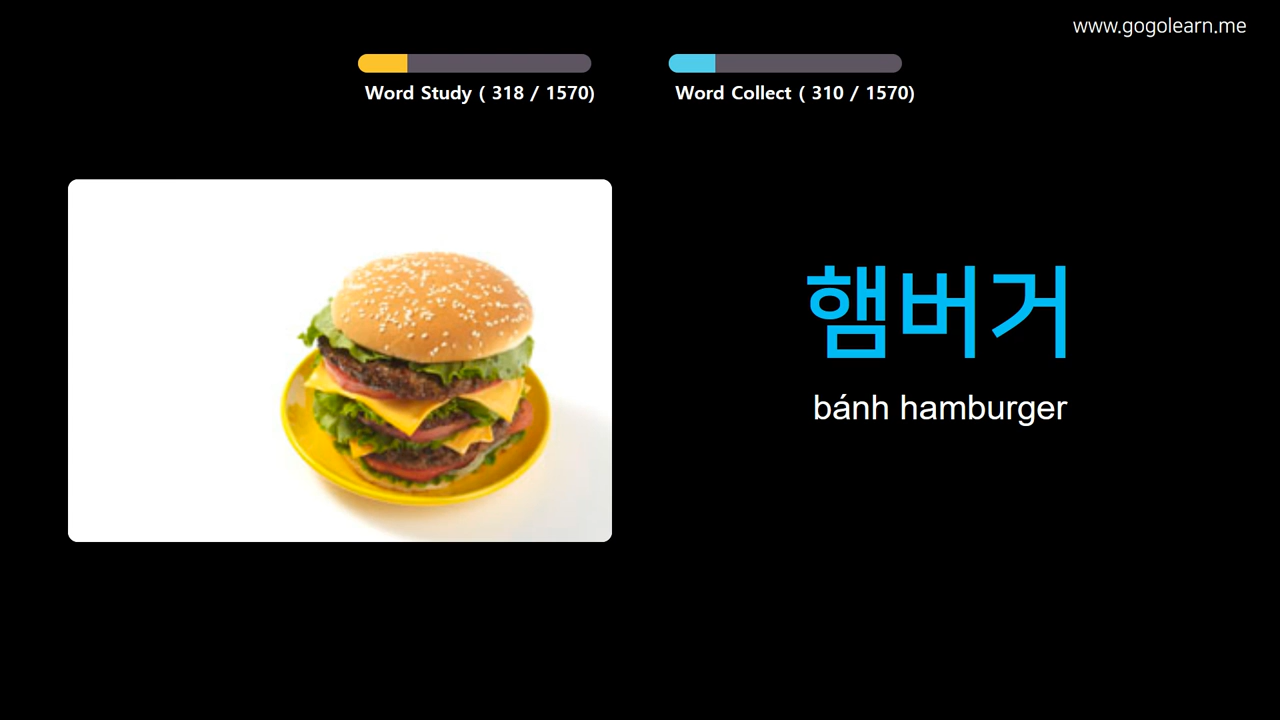 www.gogolearn.me
Word Study ( 318 / 1570)
Word Collect ( 310 / 1570)
햄버거
bánh hamburger